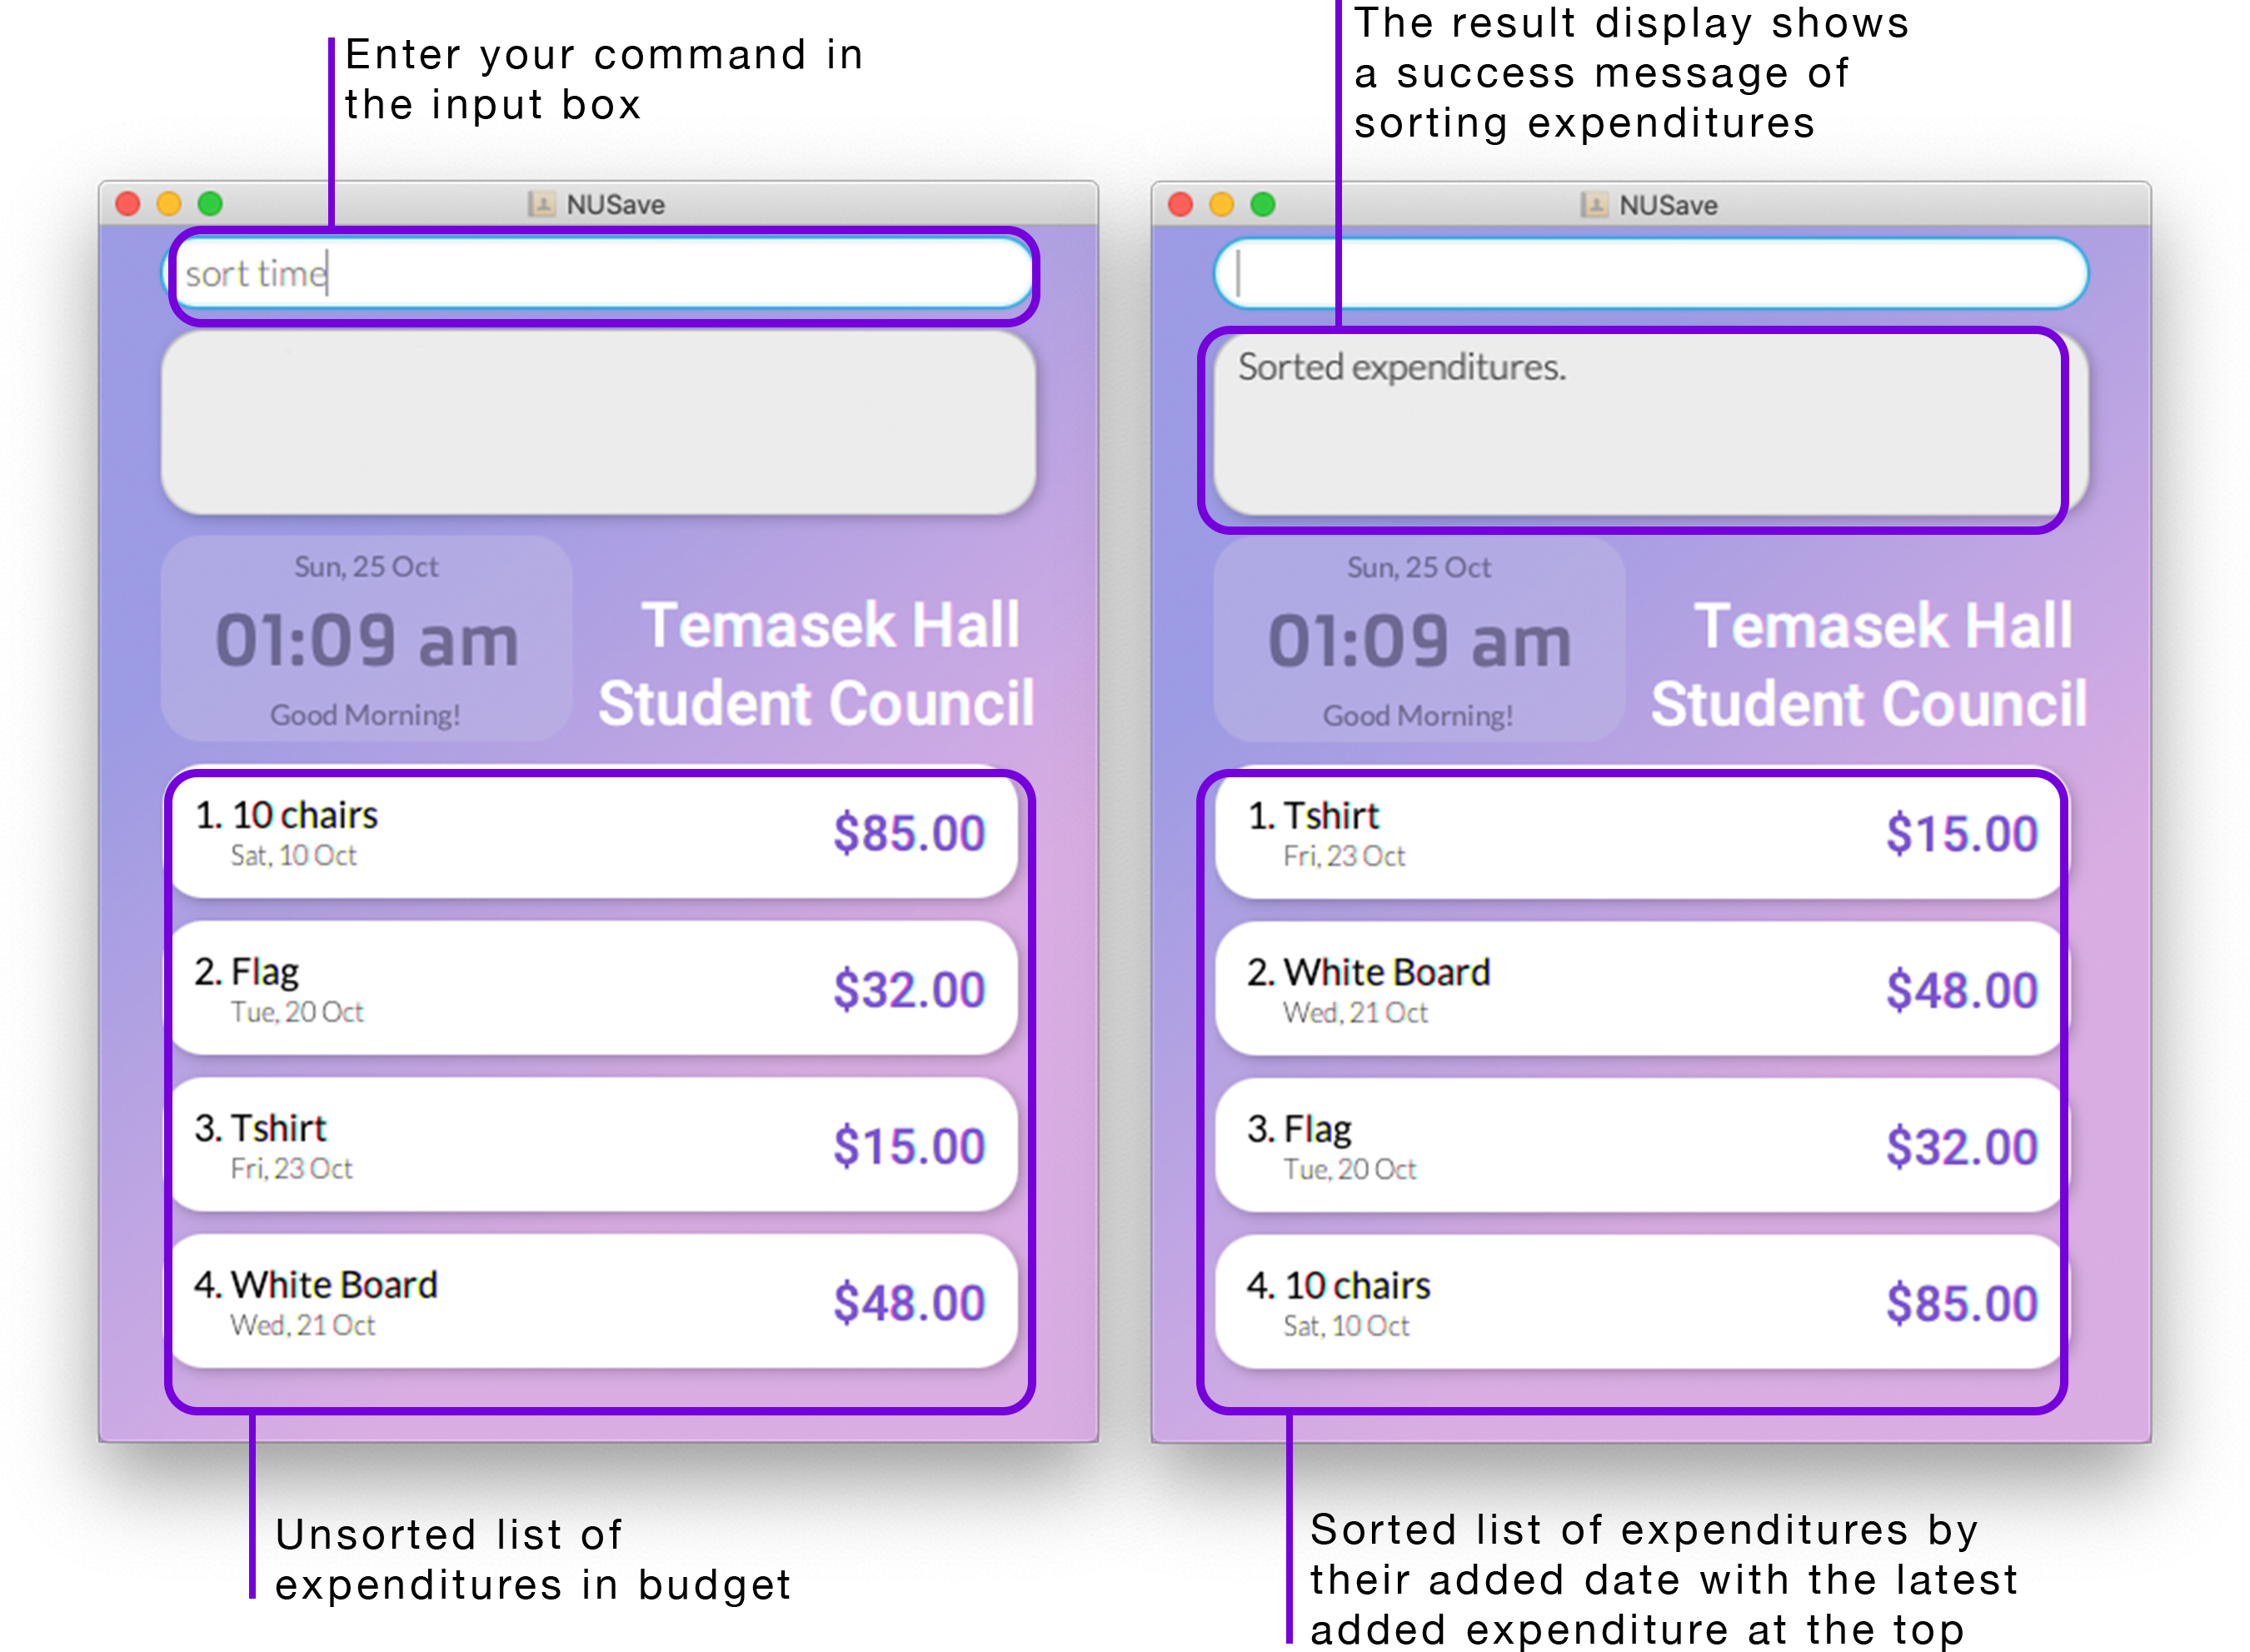 Enter your command in
the input box
The result display shows
a success message of
sorting expenditures
NUSave
sort time
Sun, 25 Oct
01:09 am
Good Morning!
Temasek Hall
Student Council
1. 10 chairs
Sat, 10 Oct
$85.00
2. Flag
Tue, 20 Oct
$32.00
3. Tshirt
Fri, 23 Oct
$15.00
4. White Board
Wed, 21 Oct
$48.00
Unsorted list of
expenditures in budget
NUSave
Sorted expenditures.
Sun, 25 Oct
01:09 am
Good Morning!
Temasek Hall
Student Council
1. Tshirt
Fri, 23 Oct
$15.00
2. White Board
Wed, 21 Oct
$48.00
3. Flag
Tue, 20 Oct
$32.00
4. 10 chairs
Sat, 10 Oct
$85.00
Sorted list of expenditures by
their added date with the latest
added expenditure at the top